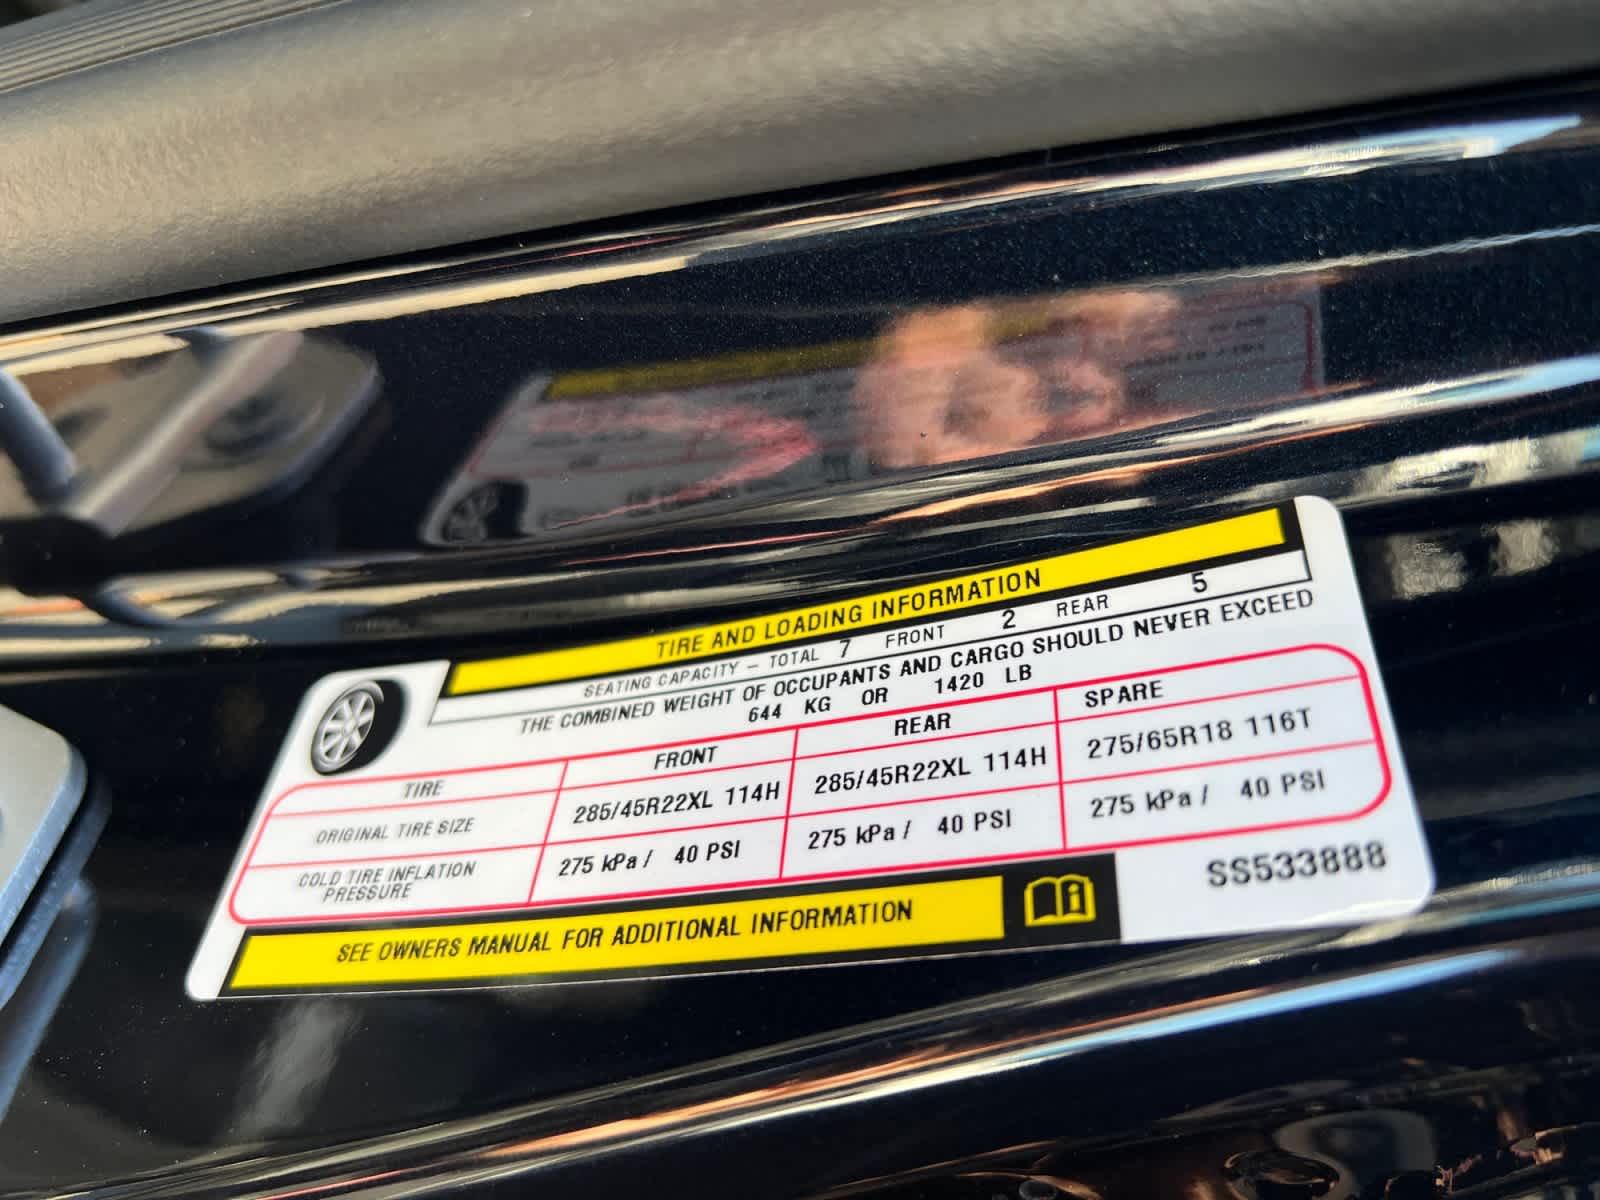 TIRE AND LOADING INFORMATION
SEATING CAPACITY – TOTAL 7 FRONT 2 REAR 5
THE COMBINED WEIGHT OF OCCUPANTS AND CARGO SHOULD NEVER EXCEED
644 KG OR 1420 LB
TIRE FRONT REAR SPARE
ORIGINAL TIRE SIZE 285/45R22XL 114H 285/45R22XL 114H 275/65R18 116T
COLD TIRE INFLATION
PRESSURE 275 kPa / 40 PSI 275 kPa / 40 PSI 275 kPa / 40 PSI
SEE OWNERS MANUAL FOR ADDITIONAL INFORMATION
SS533888